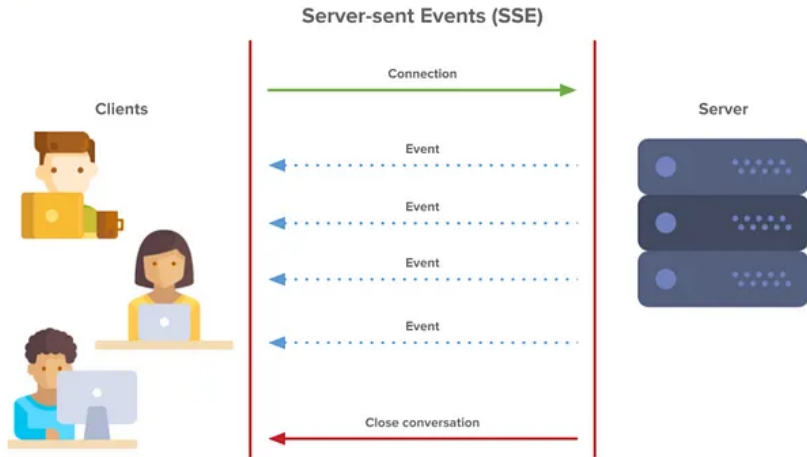 Server-sent Events (SSE)
Connection
Clients
Server
Event
Event
Event
Event
Close conversation